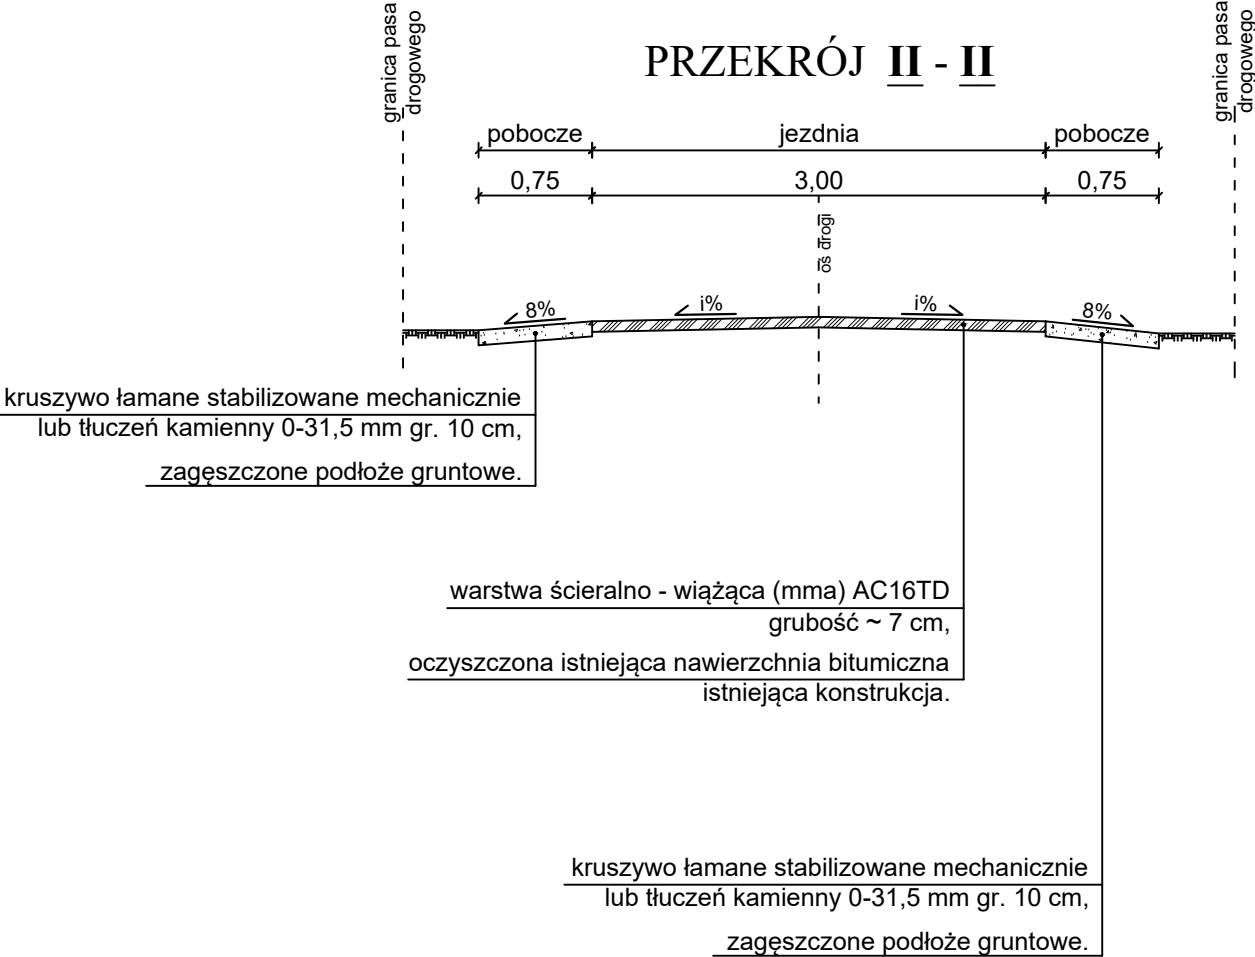 granica pasa
drogowego
PRZEKRÓJ II - II
granica pasa
drogowego
pobocze
jezdnia
pobocze
0,75
3,00
0,75
oś drogi
8%
i%
i%
8%
kruszywo łamane stabilizowane mechanicznie
lub tłuczeń kamienny 0-31,5 mm gr. 10 cm,
zagęszczone podłoże gruntowe.
warstwa ścieralno - wiążąca (mma) AC16TD
grubość ~ 7 cm,
oczyszczona istniejąca nawierzchnia bitumiczna
istniejąca konstrukcja.
kruszywo łamane stabilizowane mechanicznie
lub tłuczeń kamienny 0-31,5 mm gr. 10 cm,
zagęszczone podłoże gruntowe.